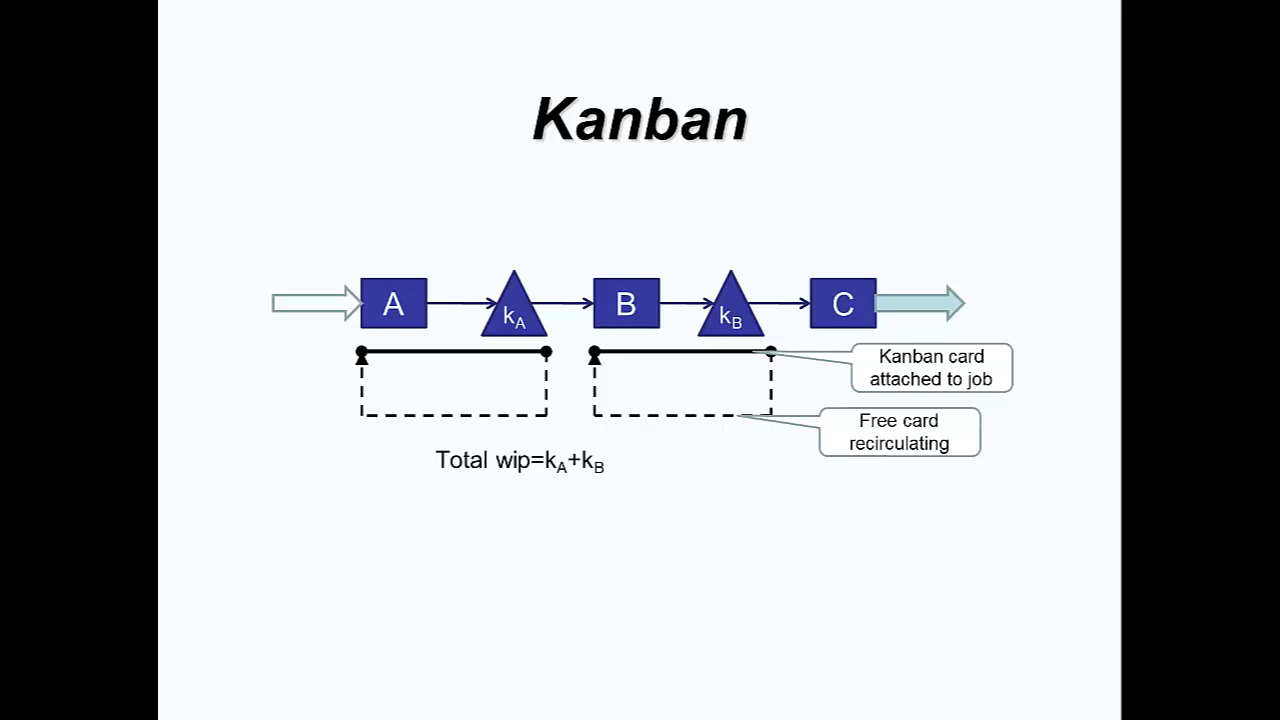 Kanban
A
kA
B
kB
C
Kanban card
attached to job
Free card
recirculating
Total wip=kA+kB